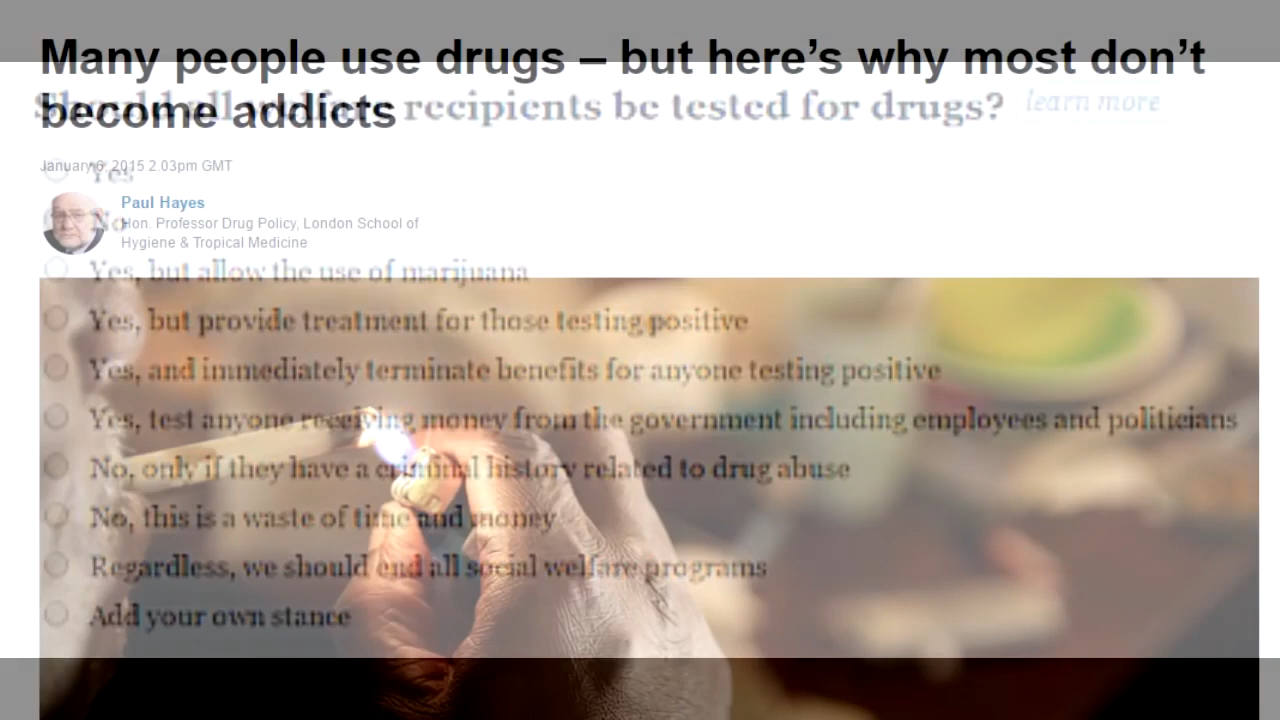 Many people use drugs – but here's why most don't
become addicts
Should all welfare recipients be tested for drugs? learn more
January 6, 2015 2.03pm GMT
Yes
Paul Hayes
No
Hon. Professor Drug Policy, London School of
Hygiene & Tropical Medicine
Yes, but allow the use of marijuana
Yes, but provide treatment for those testing positive
Yes, and immediately terminate benefits for anyone testing positive
Yes, test anyone receiving money from the government including employees and politicians
No, only if they have a criminal history related to drug abuse
No, this is a waste of time and money
Regardless, we should end all social welfare programs
Add your own stance